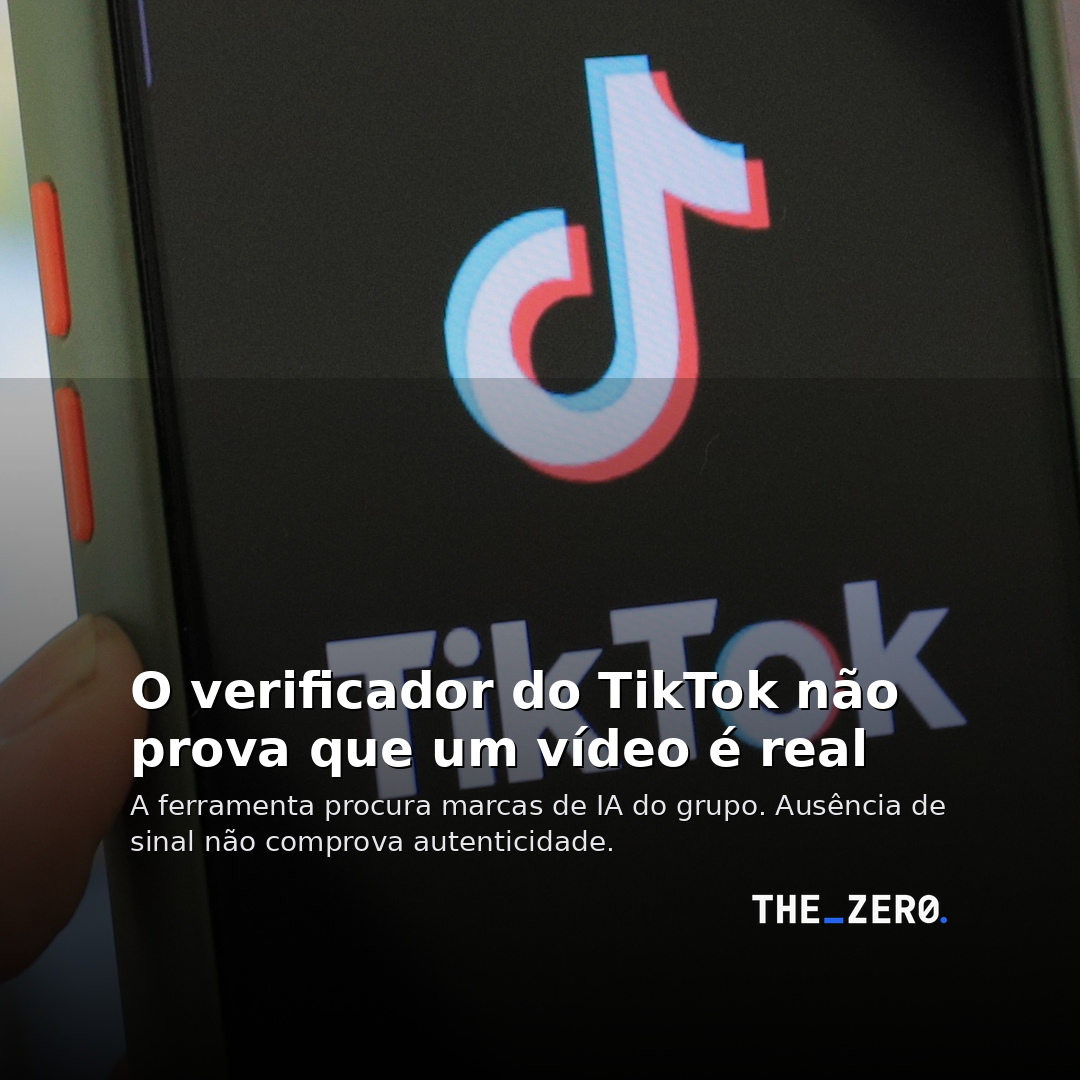 TikTok
O verificador do TikTok não
prova que um vídeo é real
A ferramenta procura marcas de IA do grupo. Ausência de
sinal não comprova autenticidade.
THE_ZER0.